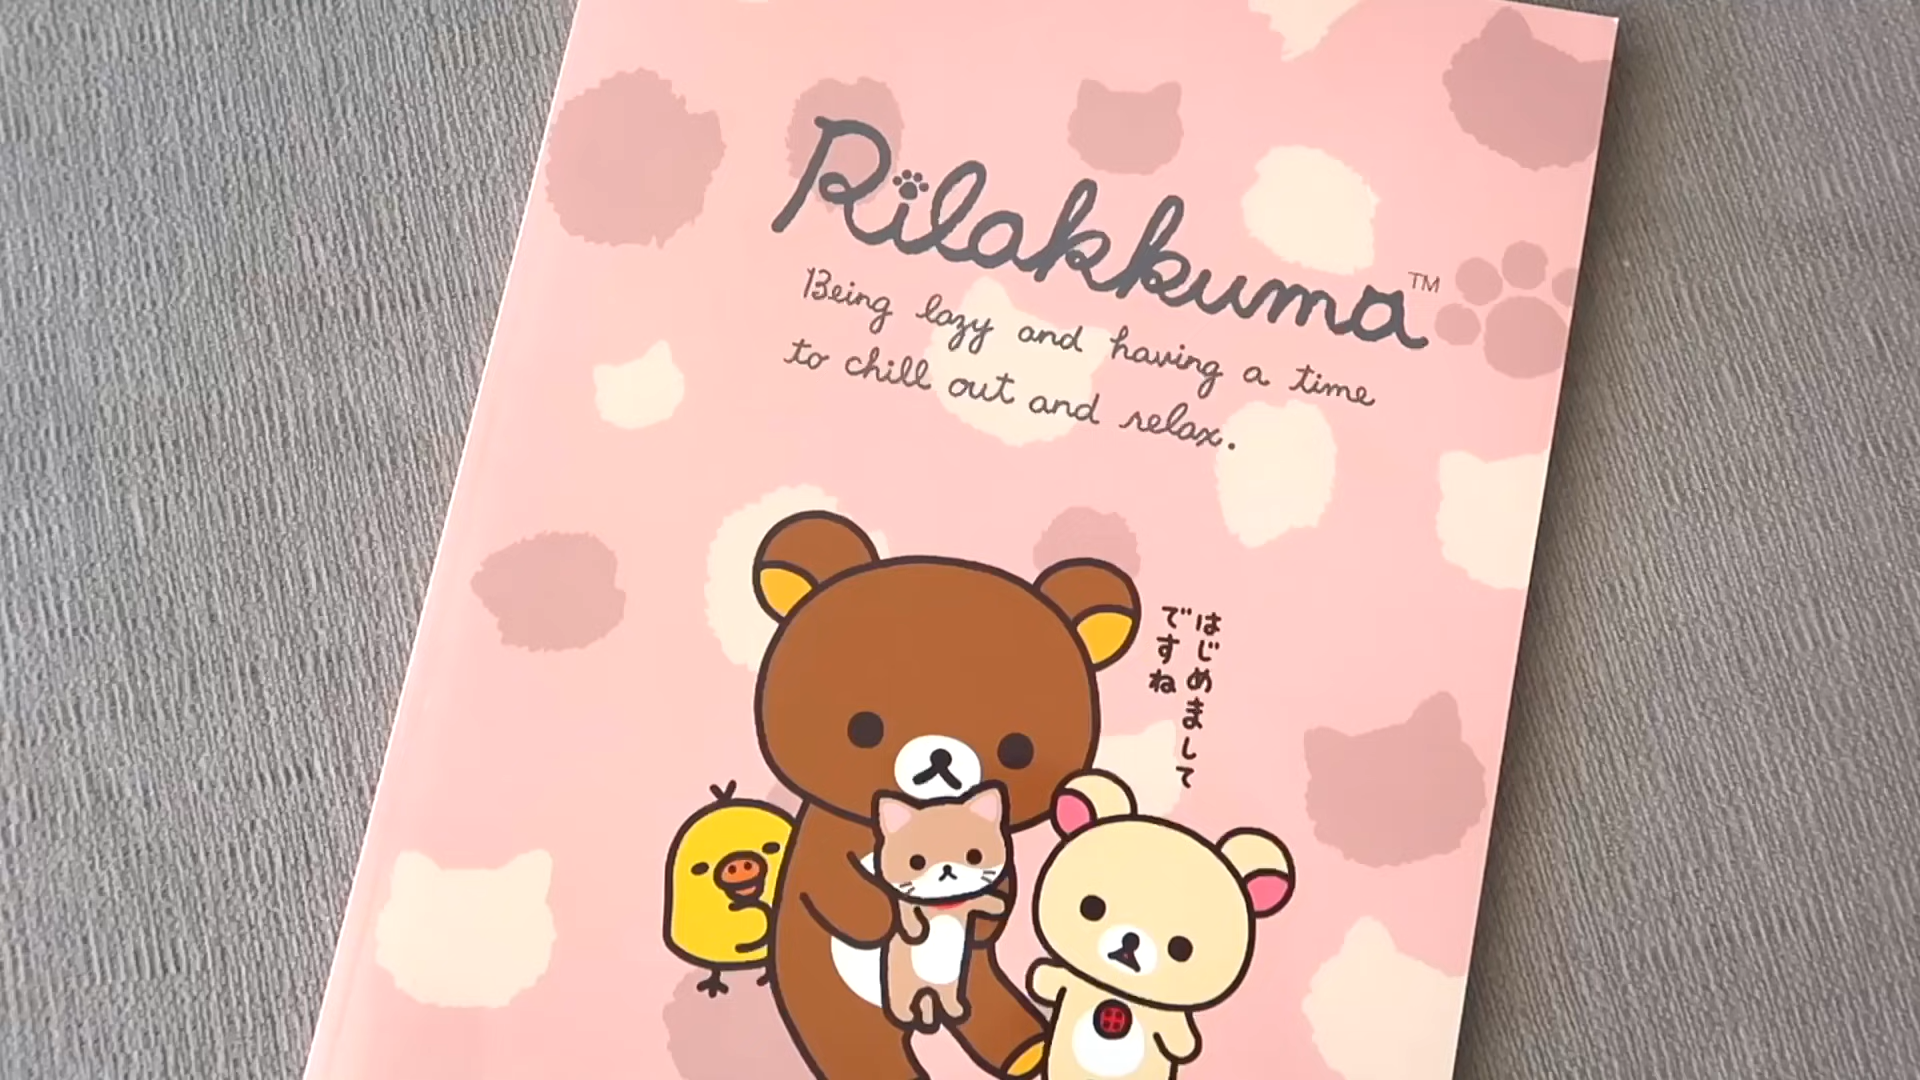 Rilakkuma™
Being lazy and having a time
to chill out and relax.
はじめまして
ですね